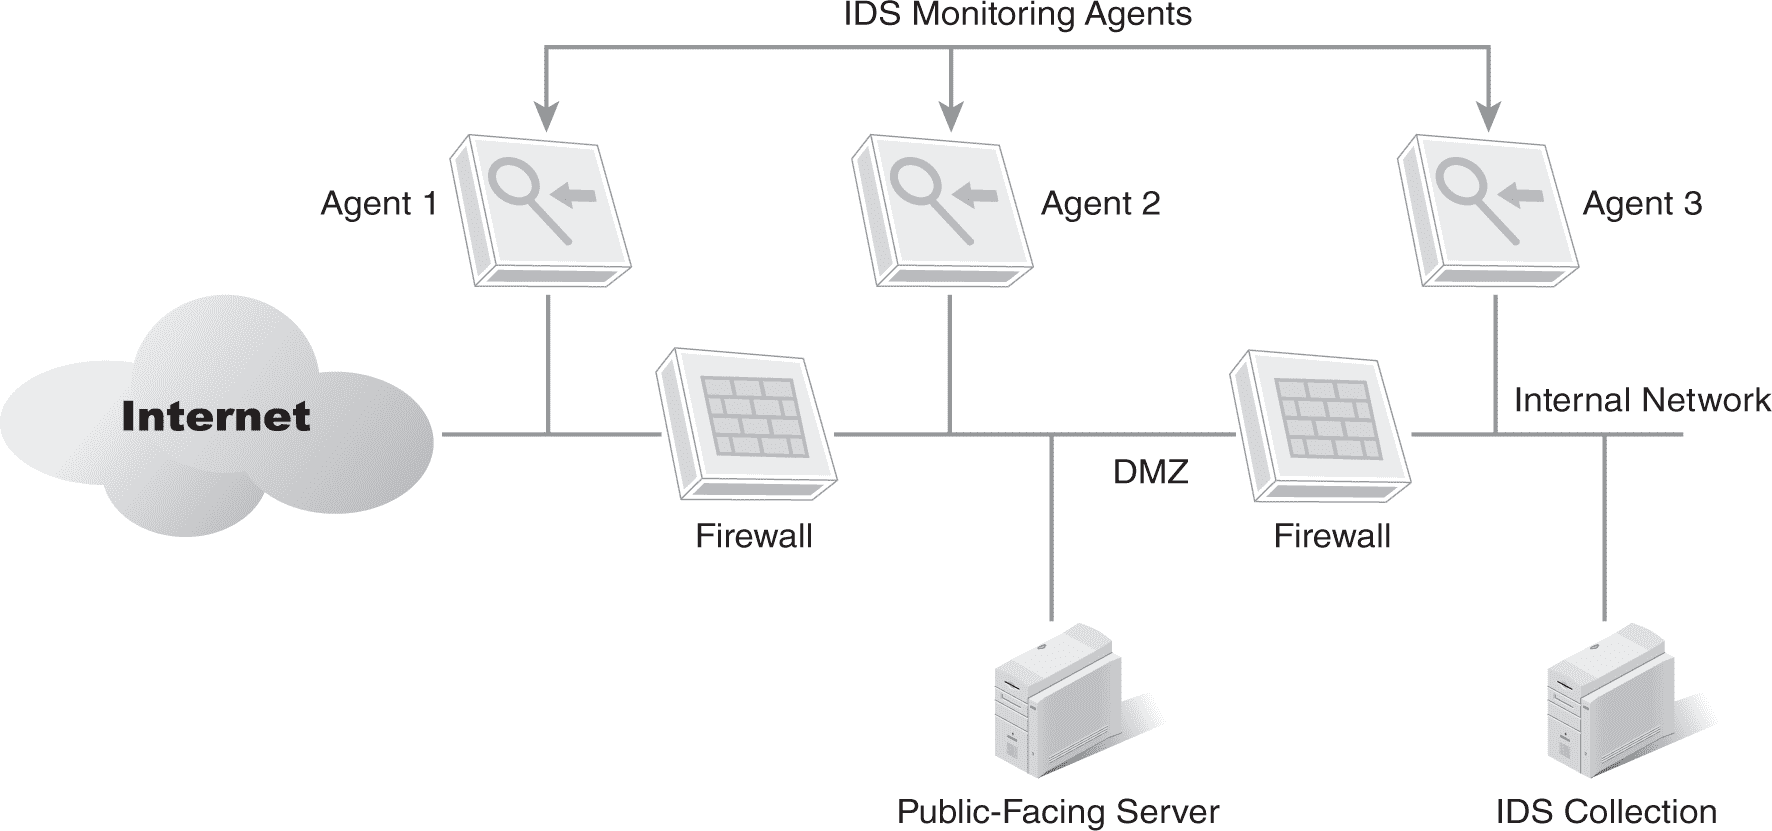 IDS Monitoring Agents
Agent 1
Agent 2
Agent 3
Internet
Internal Network
DMZ
Firewall
Firewall
Public-Facing Server
IDS Collection